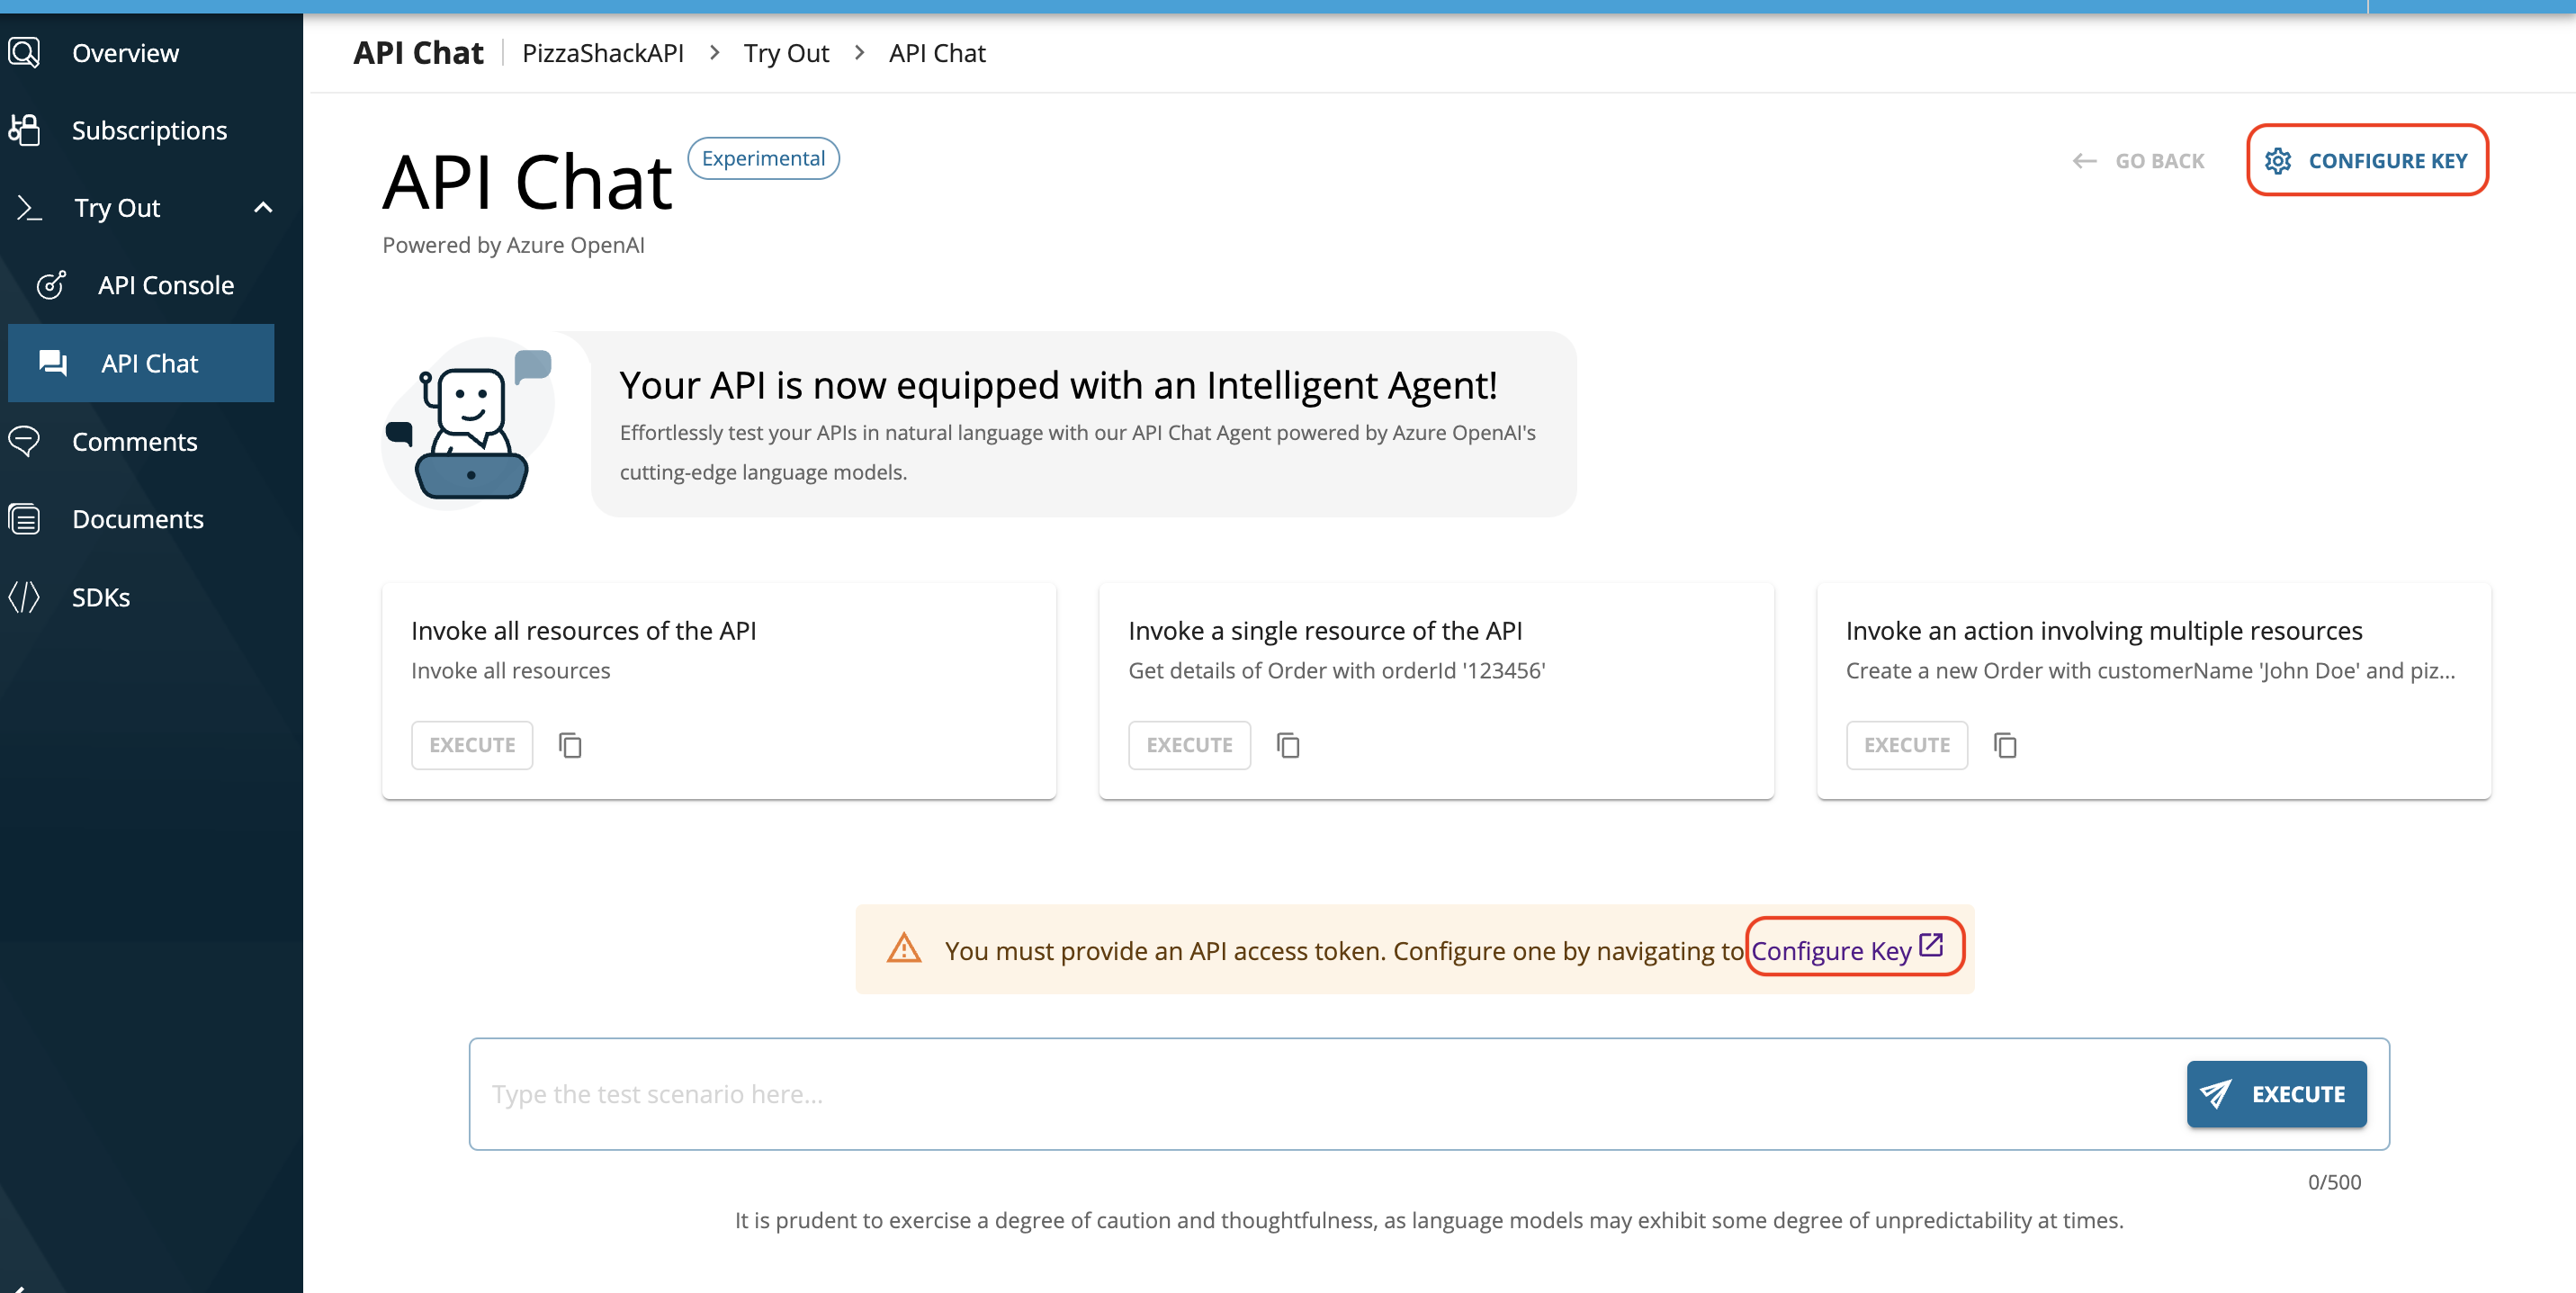 Overview
Subscriptions
Try Out
API Console
API Chat
Comments
Documents
SDKs
API Chat
PizzaShackAPI > Try Out > API Chat
API Chat
Experimental
GO BACK
CONFIGURE KEY
Powered by Azure OpenAI
Your API is now equipped with an Intelligent Agent!
Effortlessly test your APIs in natural language with our API Chat Agent powered by Azure OpenAI's
cutting-edge language models.
Invoke all resources of the API
Invoke all resources
EXECUTE
Invoke a single resource of the API
Get details of Order with orderId '123456'
EXECUTE
Invoke an action involving multiple resources
Create a new Order with customerName 'John Doe' and piz...
EXECUTE
You must provide an API access token. Configure one by navigating to Configure Key
Type the test scenario here...
EXECUTE
0/500
It is prudent to exercise a degree of caution and thoughtfulness, as language models may exhibit some degree of unpredictability at times.